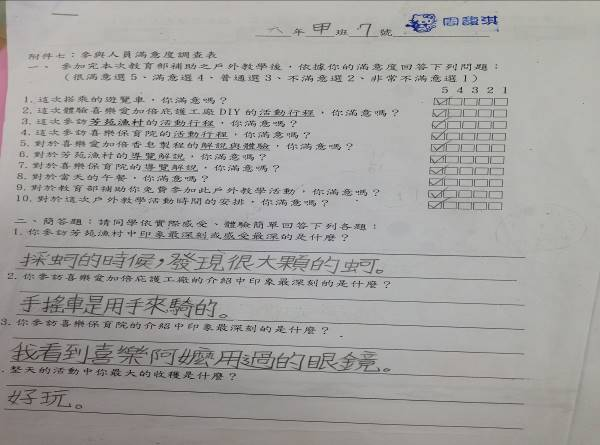 六年甲班7號 周馥淇
附件七：參與人員滿意度調查表
一、參加完本次教育部補助之戶外教學後，依據你的滿意度回答下列問題：
（很滿意選5、滿意選4、普通選3、不滿意選2、非常不滿意選1）
5 4 3 2 1
1.這次搭乘的遊覽車，你滿意嗎？
2.這次體驗喜樂愛加倍庇護工廠DIY的活動行程，你滿意嗎？
3.這次參訪芳苑漁村的活動行程，你滿意嗎？
4.這次參訪喜樂保育院的活動行程，你滿意嗎？
5.對於喜樂愛加倍香皂製程的解說與體驗，你滿意嗎？
6.對於芳苑漁村的導覽解說，你滿意嗎？
7.對於喜樂保育院的導覽解說，你滿意嗎？
8.對於當天的午餐，你滿意嗎？
9.對於教育部補助你免費參加此戶外教學活動，你滿意嗎？
10.對於這次戶外教學活動時間的安排，你滿意嗎？
二、簡答題：請同學依實際感受、體驗簡單回答下列各題：
1.你參訪芳苑漁村中印象最深刻或感受最深的是什麼？
採蚵的時候，發現很大顆的蚵。
2.你參訪喜樂愛加倍庇護工廠的介紹中印象最深刻的是什麼？
手搖車是用手來騎的。
3.你參訪喜樂保育院的介紹中印象最深刻的是什麼？
我看到喜樂阿嬤用過的眼鏡。
.整天的活動中你最大的收穫是什麼？
好玩。